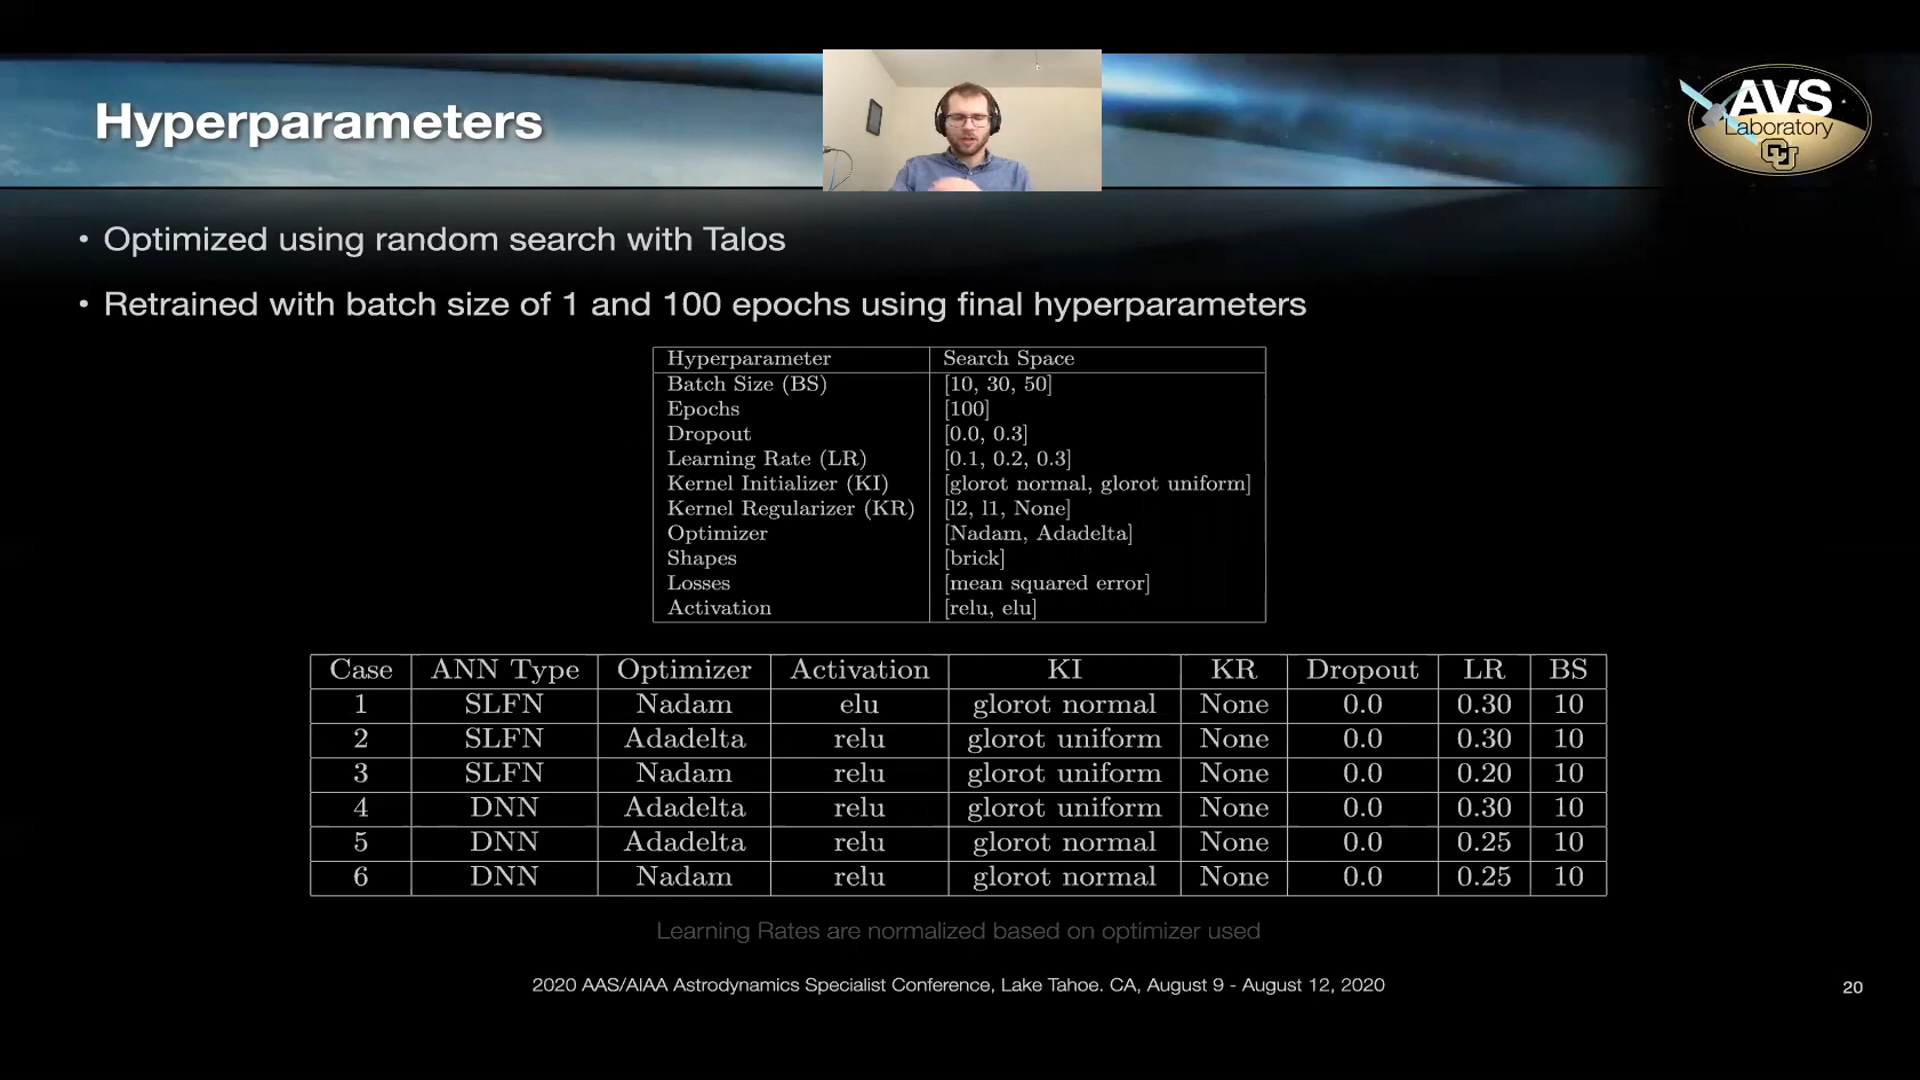 Hyperparameters
AVS
Laboratory
CU
• Optimized using random search with Talos
• Retrained with batch size of 1 and 100 epochs using final hyperparameters
Hyperparameter Search Space
Batch Size (BS) [10, 30, 50]
Epochs [100]
Dropout [0.0, 0.3]
Learning Rate (LR) [0.1, 0.2, 0.3]
Kernel Initializer (KI) [glorot normal, glorot uniform]
Kernel Regularizer (KR) [l2, l1, None]
Optimizer [Nadam, Adadelta]
Shapes [brick]
Losses [mean squared error]
Activation [relu, elu]
Case ANN Type Optimizer Activation KI KR Dropout LR BS
1 SLFN Nadam elu glorot normal None 0.0 0.30 10
2 SLFN Adadelta relu glorot uniform None 0.0 0.30 10
3 SLFN Nadam relu glorot uniform None 0.0 0.20 10
4 DNN Adadelta relu glorot uniform None 0.0 0.30 10
5 DNN Adadelta relu glorot normal None 0.0 0.25 10
6 DNN Nadam relu glorot normal None 0.0 0.25 10
Learning Rates are normalized based on optimizer used
2020 AAS/AIAA Astrodynamics Specialist Conference, Lake Tahoe. CA, August 9 - August 12, 2020
20